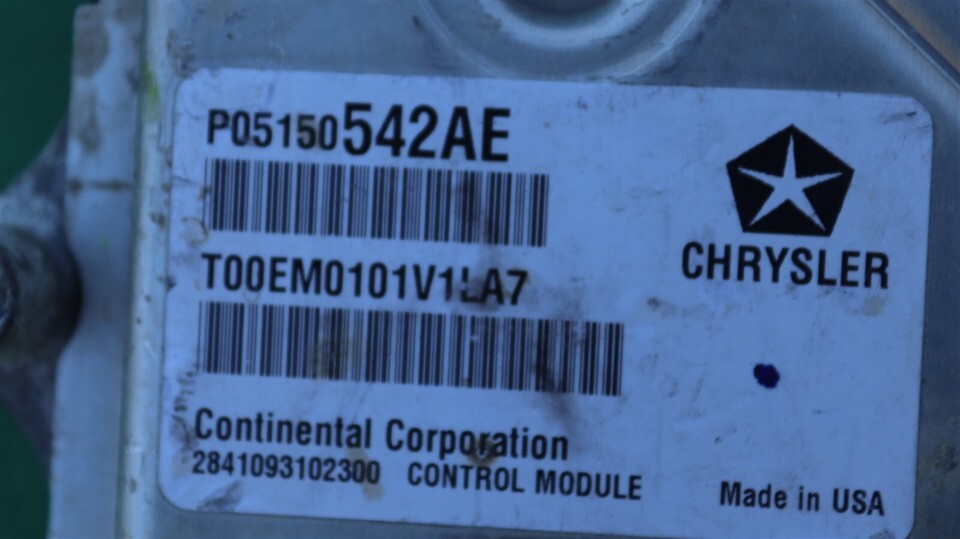 P05150542AE
CHRYSLER
T00EM0101V1LA7
Continental Corporation
2841093102300 CONTROL MODULE
Made in USA